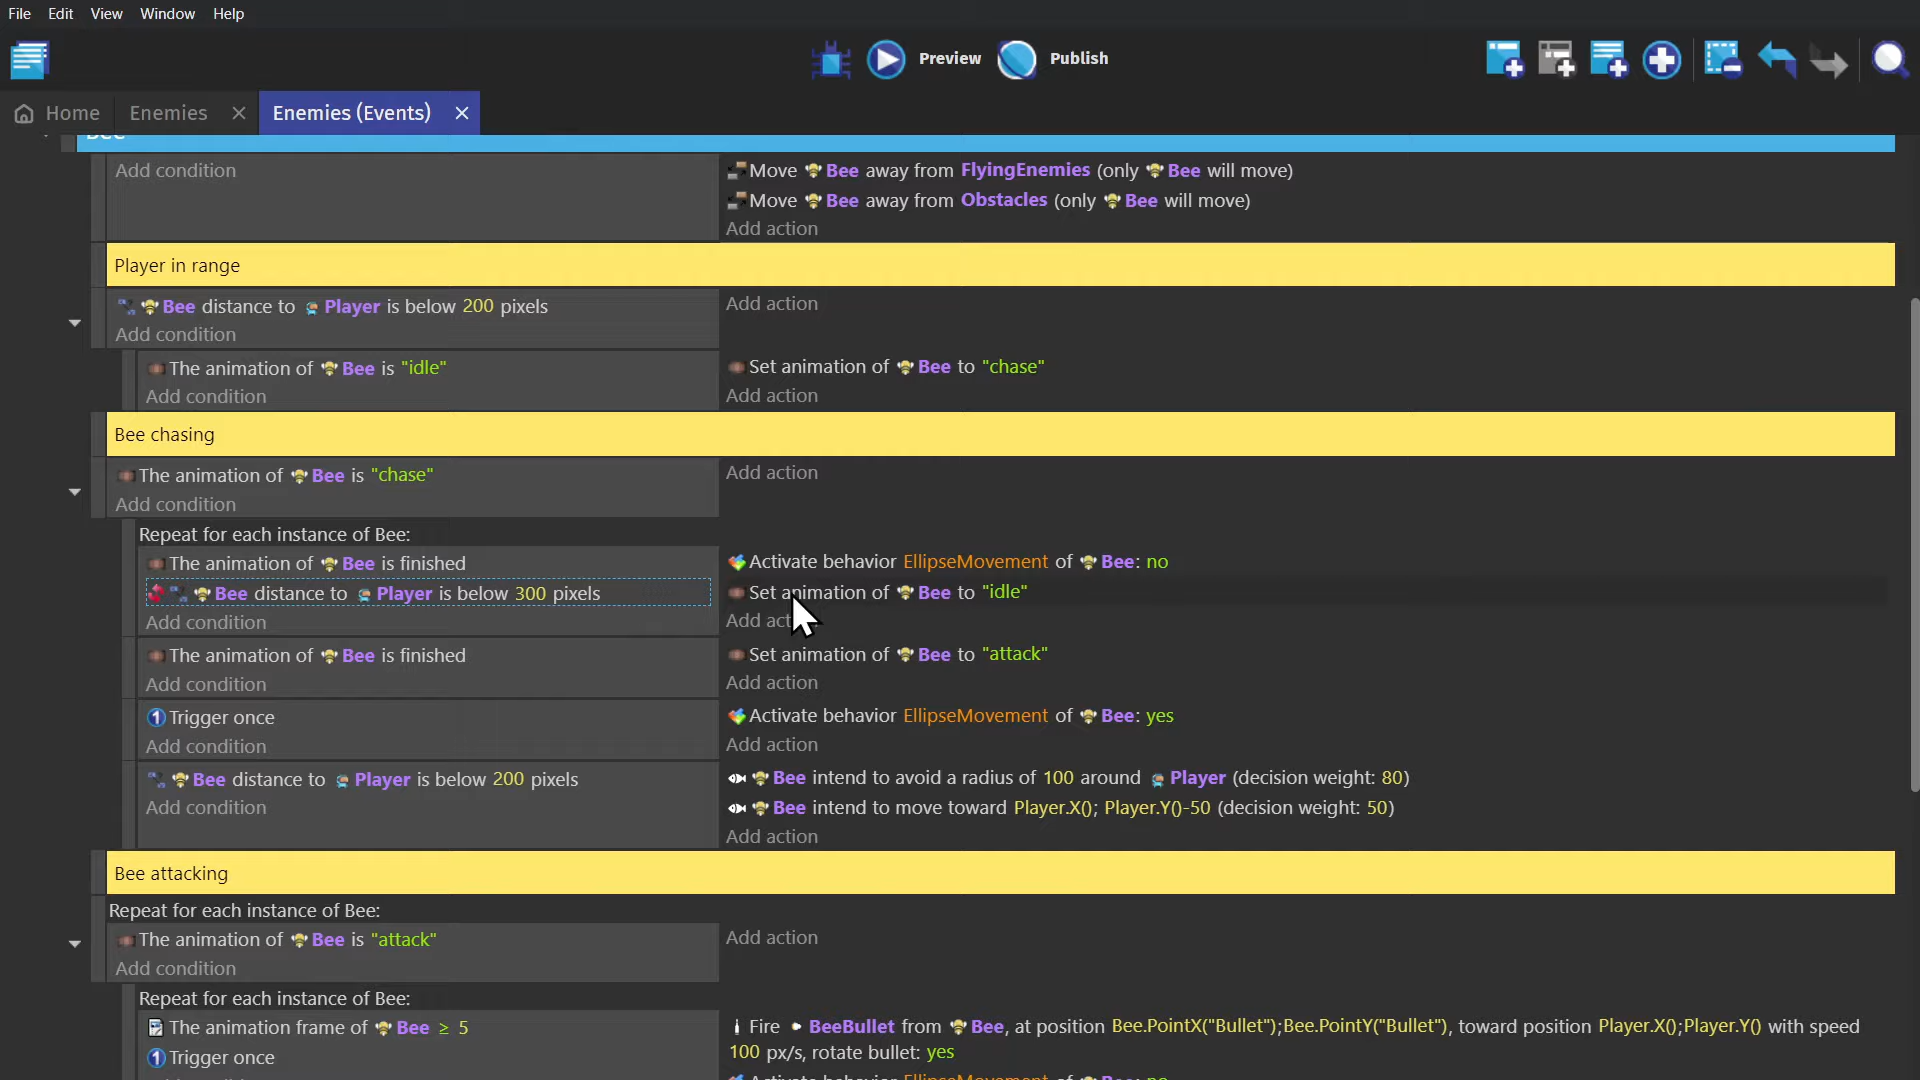 File Edit View Window Help
Preview Publish
Home Enemies Enemies (Events)
Bee
Add condition
Move Bee away from FlyingEnemies (only Bee will move)
Move Bee away from Obstacles (only Bee will move)
Add action
Player in range
Bee distance to Player is below 200 pixels
Add condition
Add action
The animation of Bee is "idle"
Add condition
Set animation of Bee to "chase"
Add action
Bee chasing
The animation of Bee is "chase"
Add condition
Add action
Repeat for each instance of Bee:
The animation of Bee is finished
Bee distance to Player is below 300 pixels
Add condition
Activate behavior EllipseMovement of Bee: no
Set animation of Bee to "idle"
Add
The animation of Bee is finished
Add condition
Set animation of Bee to "attack"
Add action
Trigger once
Add condition
Activate behavior EllipseMovement of Bee: yes
Add action
Bee distance to Player is below 200 pixels
Add condition
Bee intend to avoid a radius of 100 around Player (decision weight: 80)
Bee intend to move toward Player.X(); Player.Y()-50 (decision weight: 50)
Add action
Bee attacking
Repeat for each instance of Bee:
The animation of Bee is "attack"
Add condition
Add action
Repeat for each instance of Bee:
The animation frame of Bee ≥ 5
Trigger once
Fire BeeBullet from Bee, at position Bee.PointX("Bullet");Bee.PointY("Bullet"), toward position Player.X();Player.Y() with speed
100 px/s, rotate bullet: yes